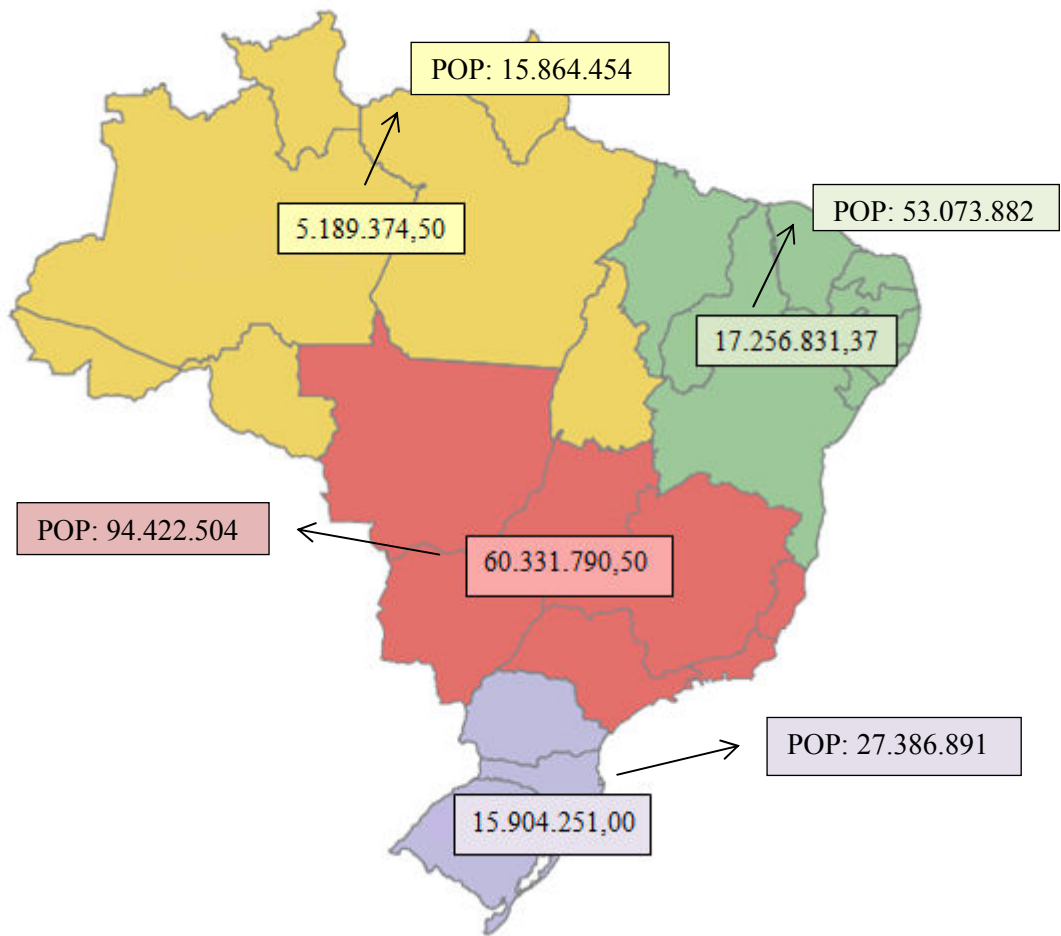 POP: 15.864.454
5.189.374,50
POP: 53.073.882
17.256.831,37
POP: 94.422.504
60.331.790,50
POP: 27.386.891
15.904.251,00